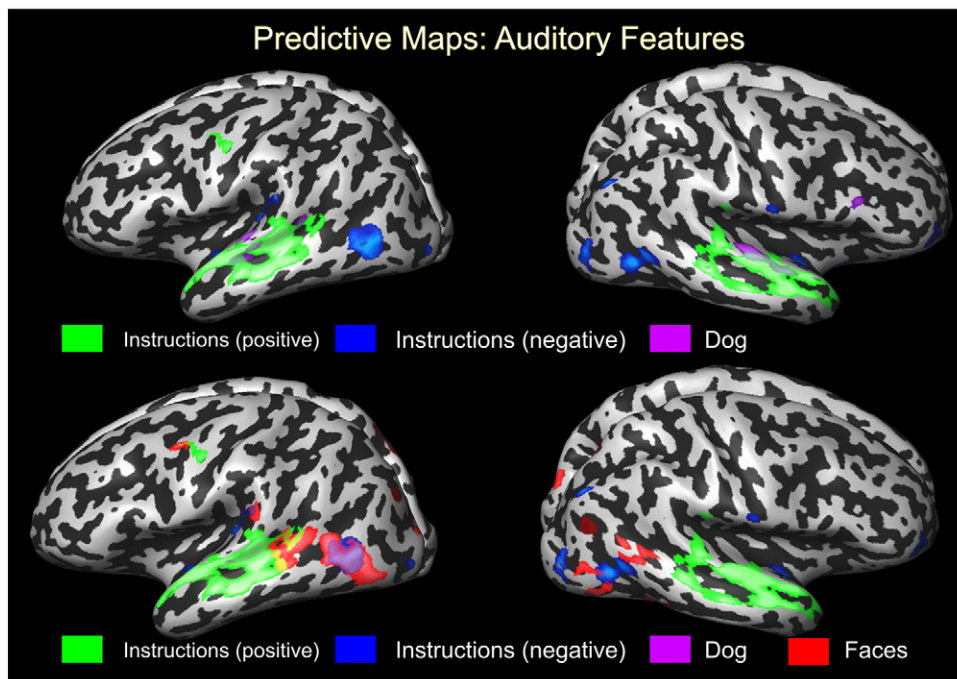 Predictive Maps: Auditory Features
Instructions (positive) Instructions (negative) Dog
Instructions (positive) Instructions (negative) Dog Faces